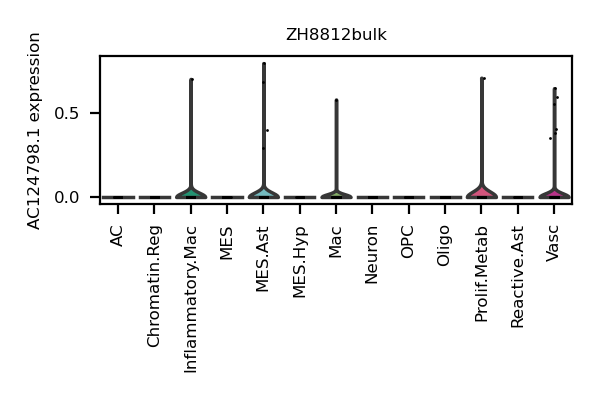 ZH8812bulk
AC124798.1 expression
0.5
0.0
AC
Chromatin.Reg
Inflammatory.Mac
MES
MES.Ast
MES.Hyp
Mac
Neuron
OPC
Oligo
Prolif.Metab
Reactive.Ast
Vasc